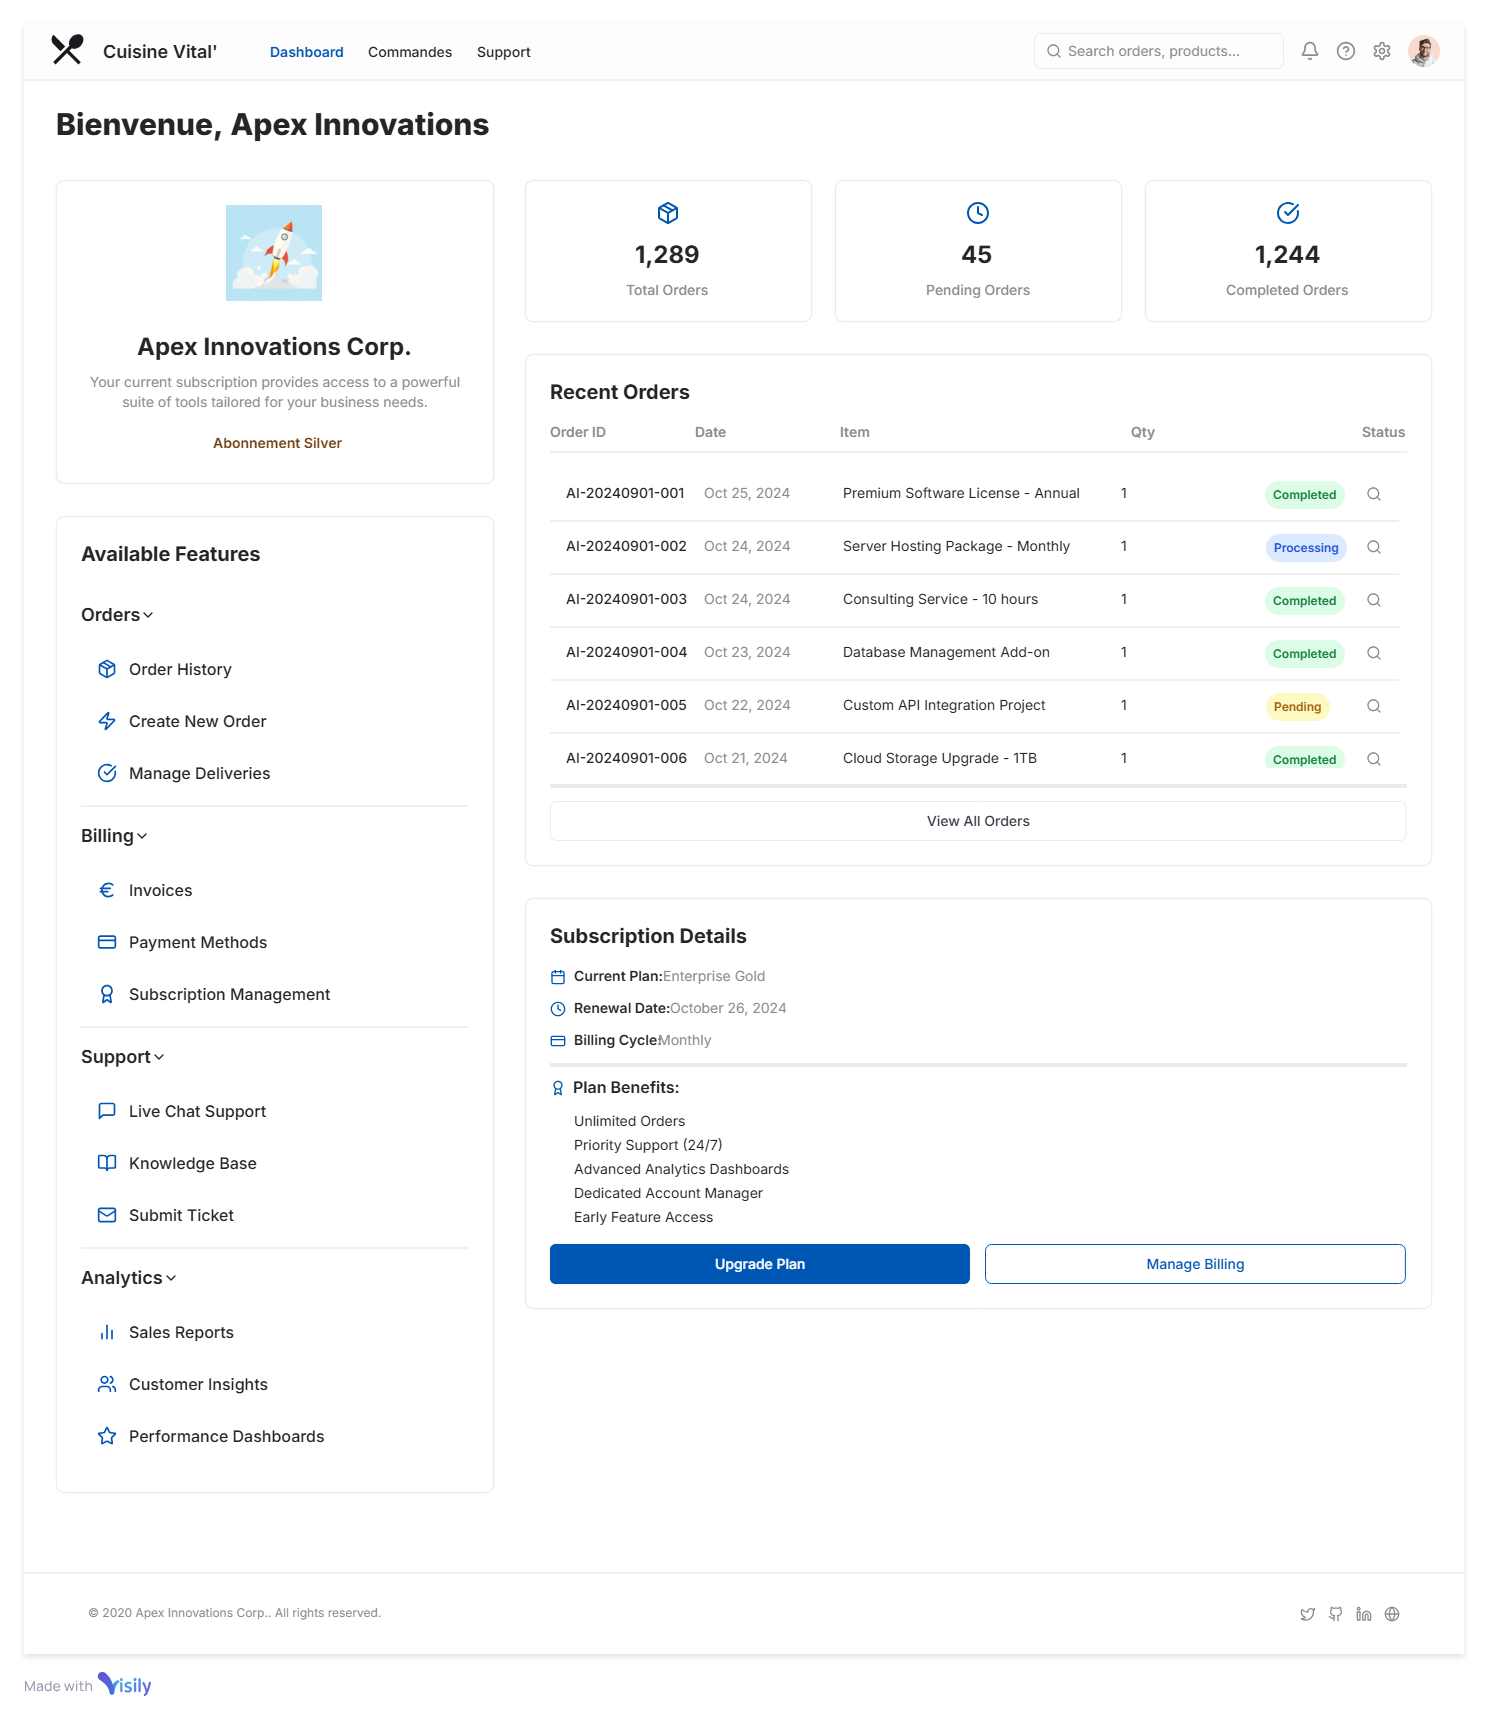 Cuisine Vital'
Dashboard Commandes Support
Search orders, products...
Bienvenue, Apex Innovations
Apex Innovations Corp.
Your current subscription provides access to a powerful
suite of tools tailored for your business needs.
Abonnement Silver
Available Features
Orders
Order History
Create New Order
Manage Deliveries
Billing
Invoices
Payment Methods
Subscription Management
Support
Live Chat Support
Knowledge Base
Submit Ticket
Analytics
Sales Reports
Customer Insights
Performance Dashboards
1,289
Total Orders
45
Pending Orders
1,244
Completed Orders
Recent Orders
Order ID Date Item Qty Status
AI-20240901-001 Oct 25, 2024 Premium Software License - Annual 1 Completed
AI-20240901-002 Oct 24, 2024 Server Hosting Package - Monthly 1 Processing
AI-20240901-003 Oct 24, 2024 Consulting Service - 10 hours 1 Completed
AI-20240901-004 Oct 23, 2024 Database Management Add-on 1 Completed
AI-20240901-005 Oct 22, 2024 Custom API Integration Project 1 Pending
AI-20240901-006 Oct 21, 2024 Cloud Storage Upgrade - 1TB 1 Completed
View All Orders
Subscription Details
Current Plan:Enterprise Gold
Renewal Date:October 26, 2024
Billing Cycle:Monthly
Plan Benefits:
Unlimited Orders
Priority Support (24/7)
Advanced Analytics Dashboards
Dedicated Account Manager
Early Feature Access
Upgrade Plan Manage Billing
© 2020 Apex Innovations Corp.. All rights reserved.
Made with Visily